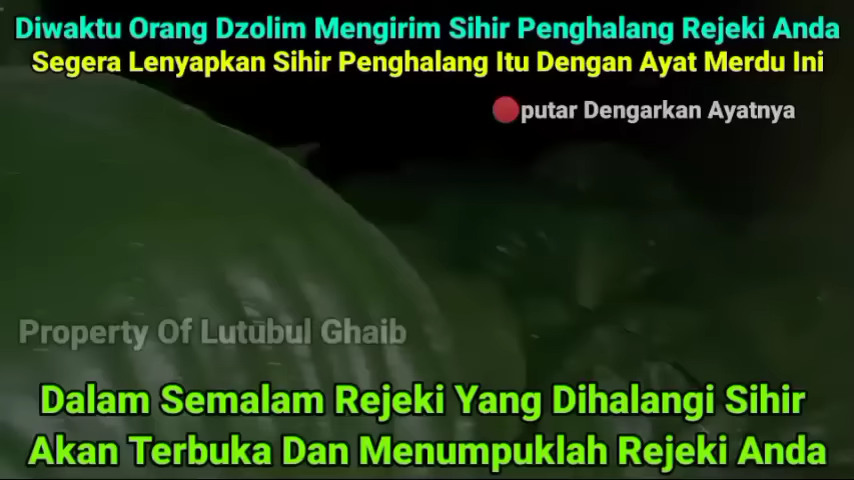 Diwaktu Orang Dzolim Mengirim Sihir Penghalang Rejeki Anda
Segera Lenyapkan Sihir Penghalang Itu Dengan Ayat Merdu Ini
putar Dengarkan Ayatnya
Property Of Lutūbul Ghaib
Dalam Semalam Rejeki Yang Dihalangi Sihir
Akan Terbuka Dan Menumpuklah Rejeki Anda